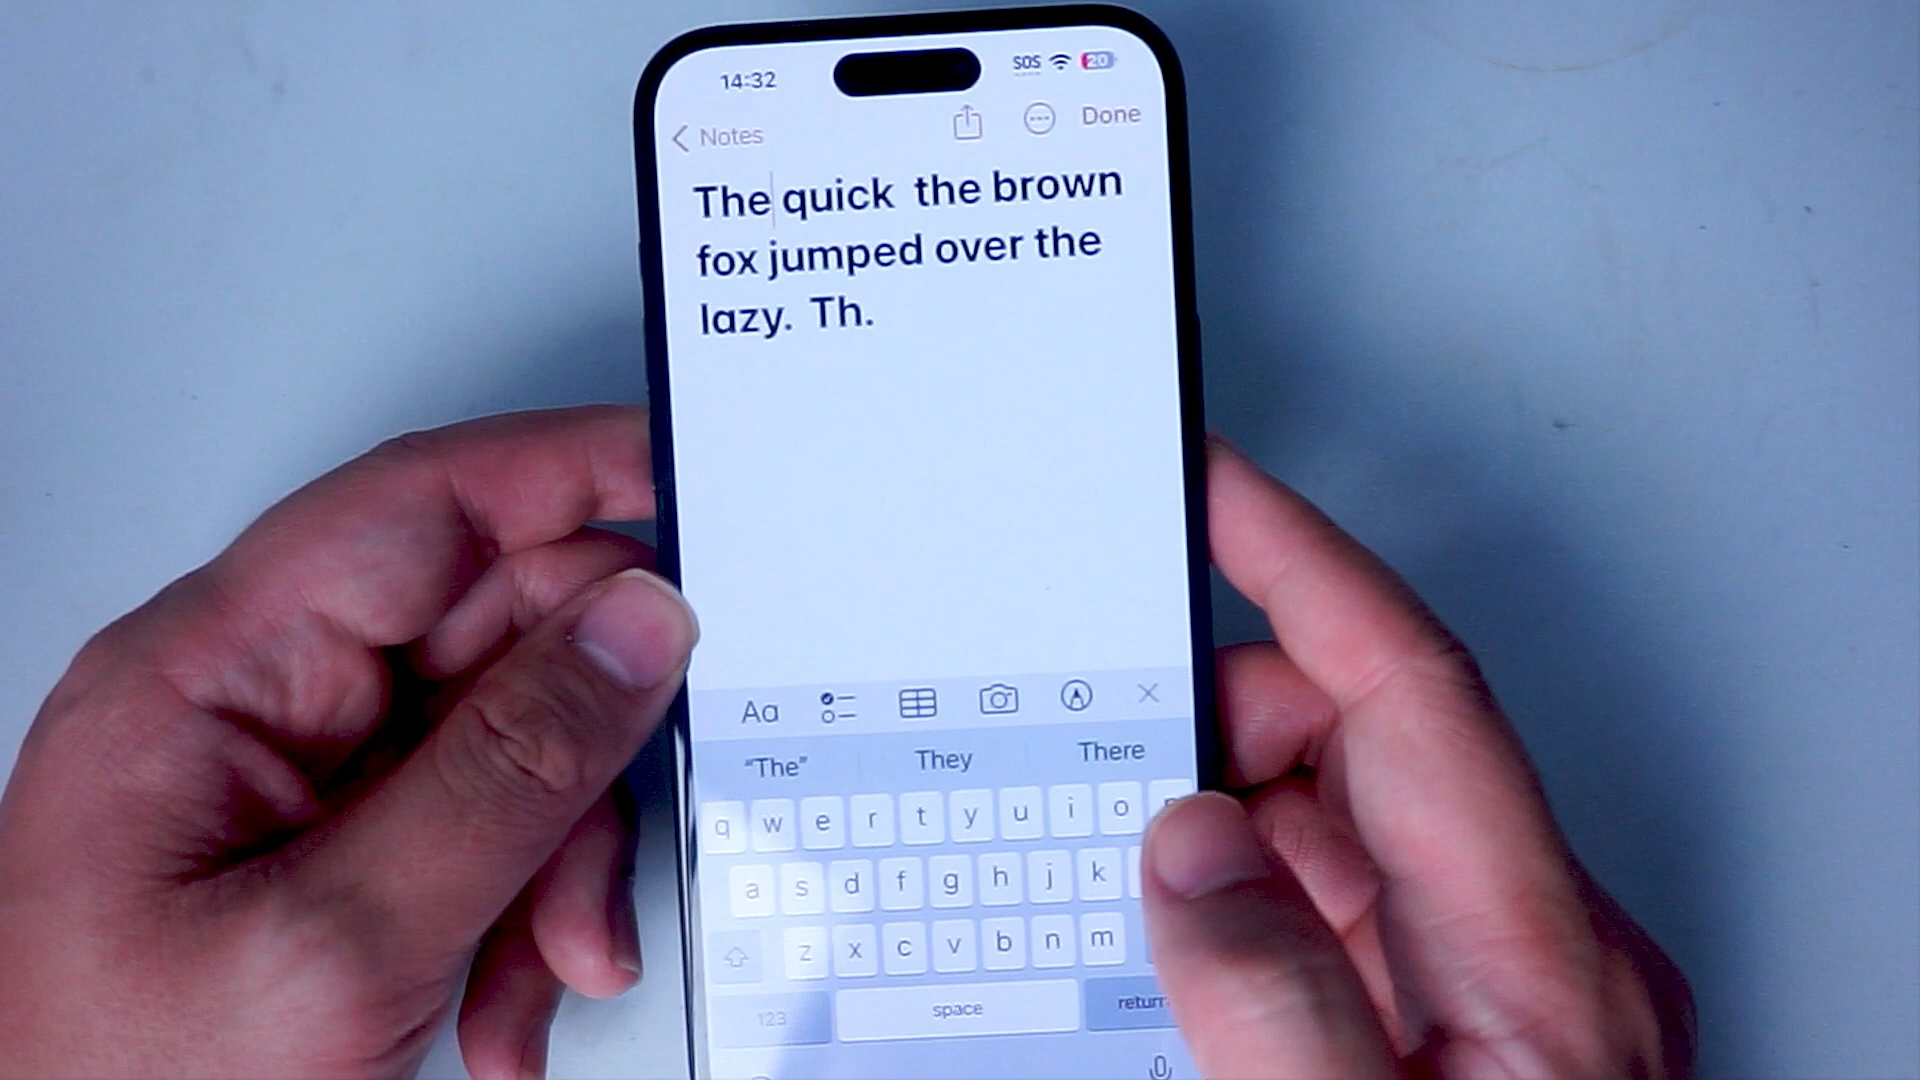 14:32 SOS 20
Notes Done
The quick  the brown
fox jumped over the
lazy.  Th.
Aa
“The” They There
q w e r t y u i o
a s d f g h j k
z x c v b n m
123 space return